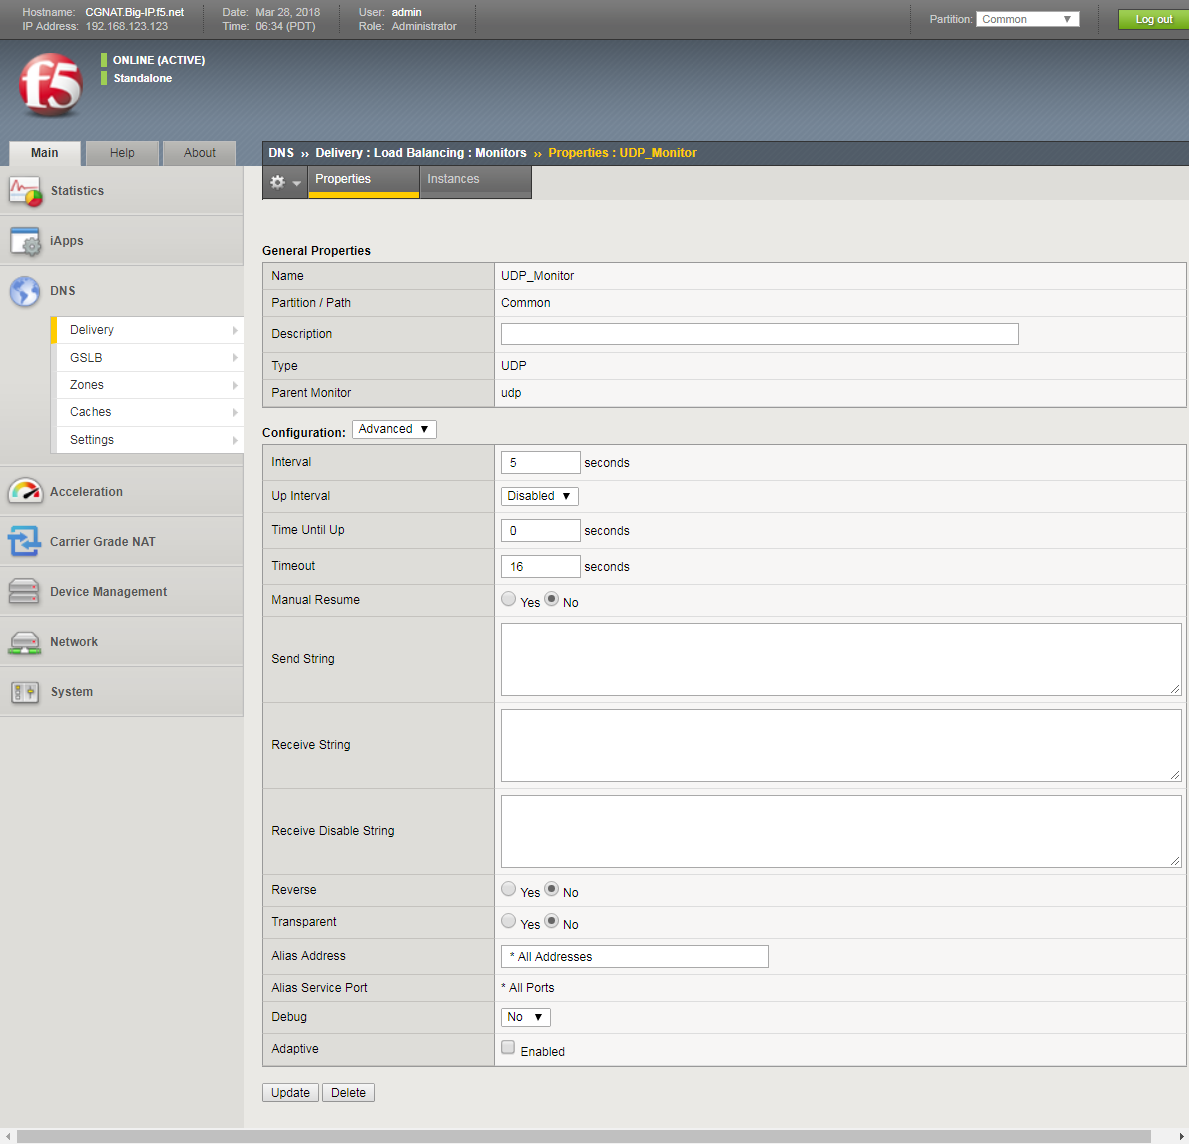 Hostname: CGNAT.Big-IP.f5.net Date: Mar 28, 2018 User: admin
IP Address: 192.168.123.123 Time: 06:34 (PDT) Role: Administrator
Partition: Common Log out
f5
ONLINE (ACTIVE)
Standalone
Main Help About
DNS ›› Delivery : Load Balancing : Monitors ›› Properties : UDP_Monitor
Properties Instances
Statistics
iApps
DNS
Delivery
GSLB
Zones
Caches
Settings
Acceleration
Carrier Grade NAT
Device Management
Network
System
General Properties
Name UDP_Monitor
Partition / Path Common
Description
Type UDP
Parent Monitor udp
Configuration: Advanced
Interval 5 seconds
Up Interval Disabled
Time Until Up 0 seconds
Timeout 16 seconds
Manual Resume Yes No
Send String
Receive String
Receive Disable String
Reverse Yes No
Transparent Yes No
Alias Address * All Addresses
Alias Service Port * All Ports
Debug No
Adaptive Enabled
Update Delete